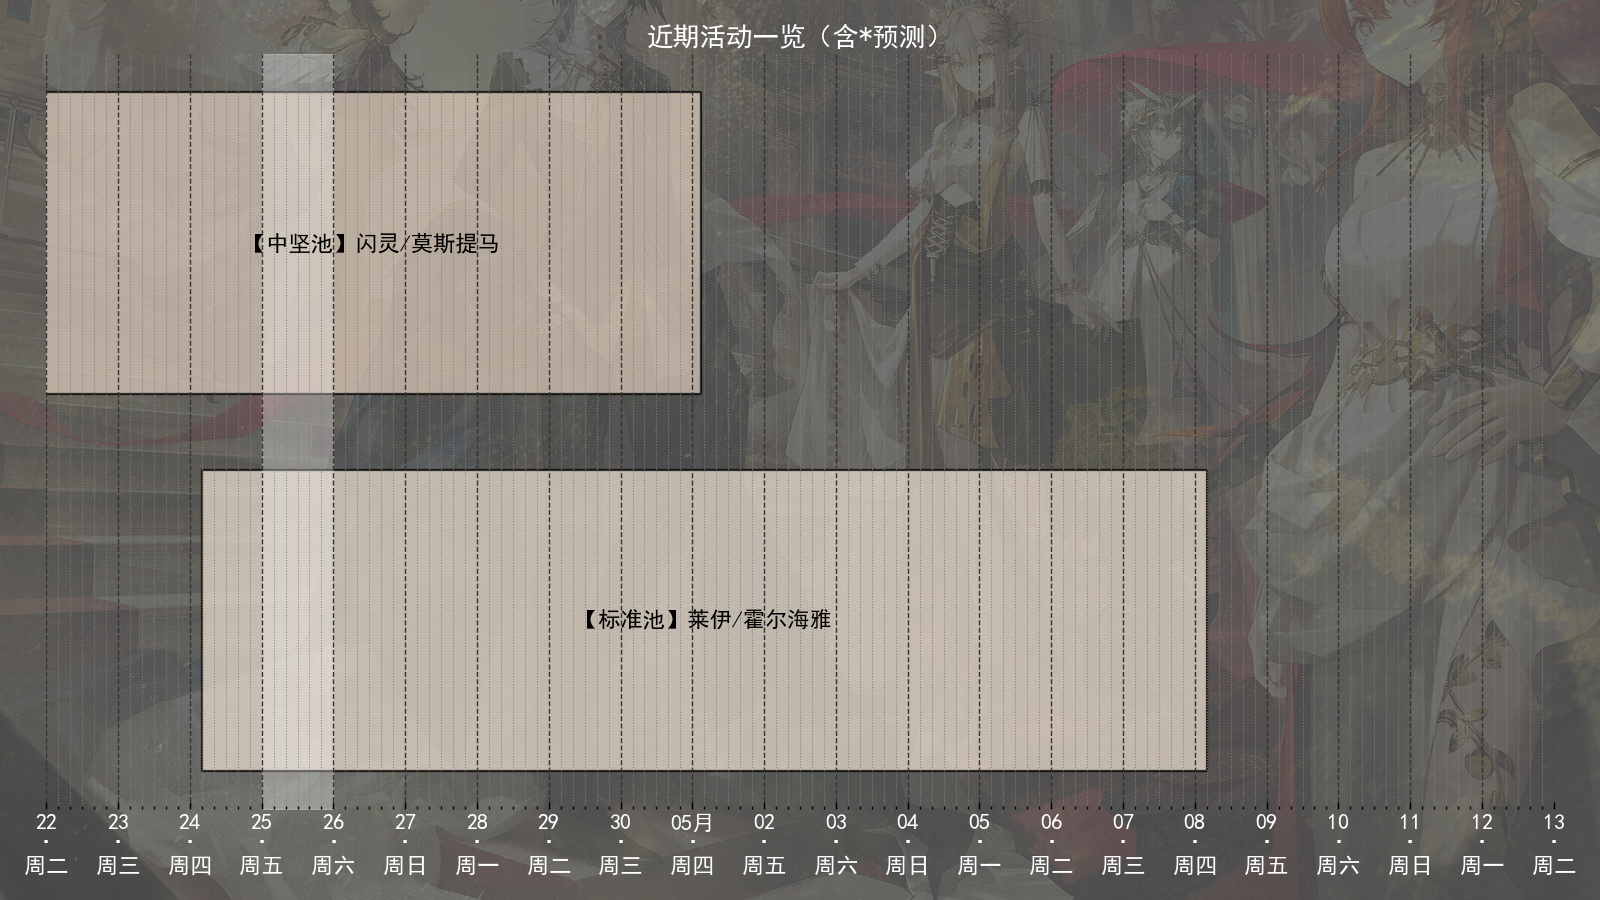 近期活动一览（含*预测）
【中坚池】闪灵/莫斯提马
【标准池】莱伊/霍尔海雅
22 23 24 25 26 27 28 29 30 05月 02 03 04 05 06 07 08 09 10 11 12 13
周二 周三 周四 周五 周六 周日 周一 周二 周三 周四 周五 周六 周日 周一 周二 周三 周四 周五 周六 周日 周一 周二